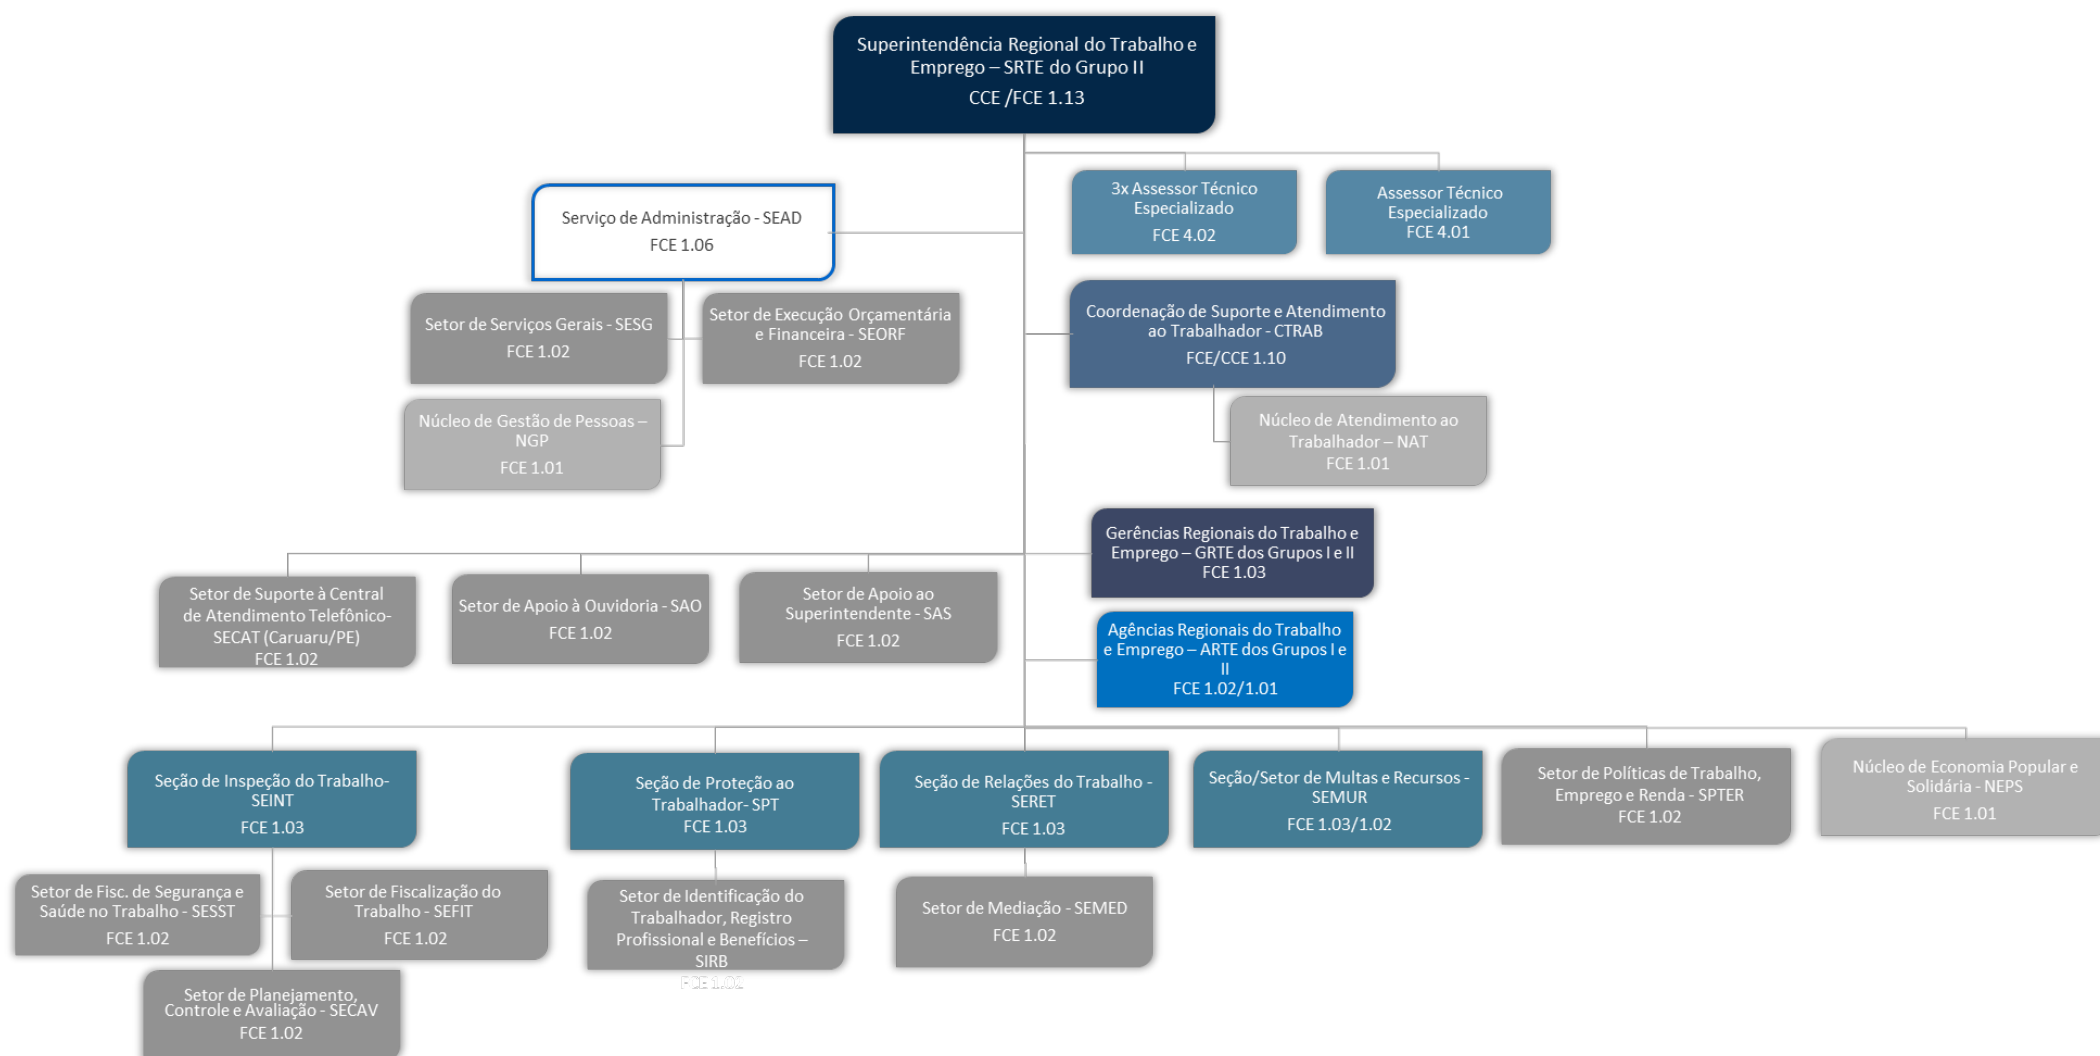 Superintendência Regional do Trabalho e
Emprego – SRTE do Grupo II
CCE /FCE 1.13
3x Assessor Técnico
Especializado
FCE 4.02
Assessor Técnico
Especializado
FCE 4.01
Serviço de Administração - SEAD
FCE 1.06
Setor de Serviços Gerais - SESG
FCE 1.02
Setor de Execução Orçamentária
e Financeira - SEORF
FCE 1.02
Coordenação de Suporte e Atendimento
ao Trabalhador - CTRAB
FCE/CCE 1.10
Núcleo de Gestão de Pessoas –
NGP
FCE 1.01
Núcleo de Atendimento ao
Trabalhador – NAT
FCE 1.01
Gerências Regionais do Trabalho e
Emprego – GRTE dos Grupos I e II
FCE 1.03
Setor de Suporte à Central
de Atendimento Telefônico-
SECAT (Caruaru/PE)
FCE 1.02
Setor de Apoio à Ouvidoria - SAO
FCE 1.02
Setor de Apoio ao
Superintendente - SAS
FCE 1.02
Agências Regionais do Trabalho
e Emprego – ARTE dos Grupos I e
II
FCE 1.02/1.01
Seção de Inspeção do Trabalho-
SEINT
FCE 1.03
Seção de Proteção ao
Trabalhador- SPT
FCE 1.03
Seção de Relações do Trabalho -
SERET
FCE 1.03
Seção/Setor de Multas e Recursos -
SEMUR
FCE 1.03/1.02
Setor de Políticas de Trabalho,
Emprego e Renda - SPTER
FCE 1.02
Núcleo de Economia Popular e
Solidária - NEPS
FCE 1.01
Setor de Fisc. de Segurança e
Saúde no Trabalho - SESST
FCE 1.02
Setor de Fiscalização do
Trabalho - SEFIT
FCE 1.02
Setor de Identificação do
Trabalhador, Registro
Profissional e Benefícios –
SIRB
FCE 1.02
Setor de Mediação - SEMED
FCE 1.02
Setor de Planejamento,
Controle e Avaliação - SECAV
FCE 1.02